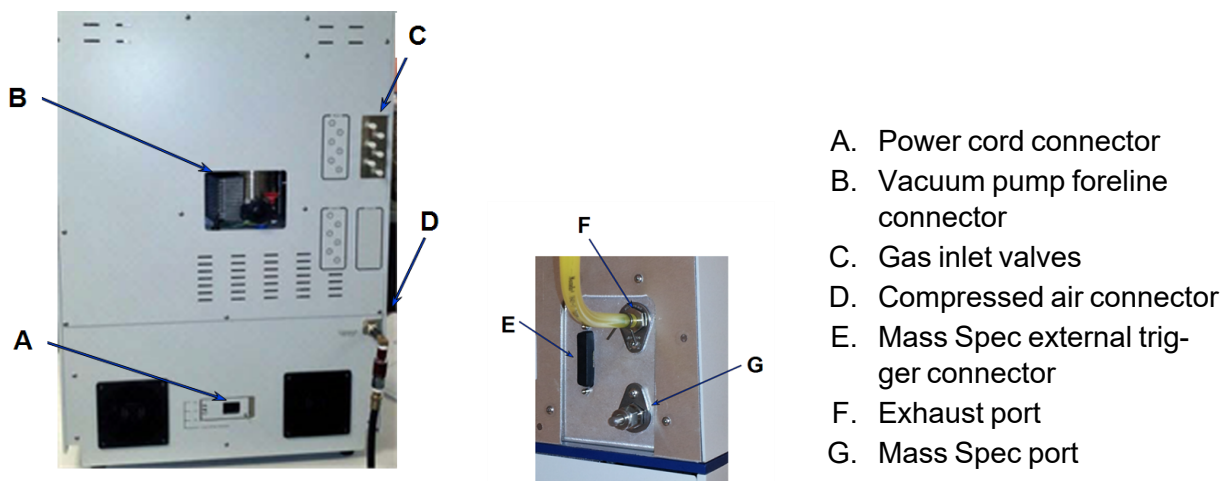 C
B
D
F
A
E
G
A. Power cord connector
B. Vacuum pump foreline
connector
C. Gas inlet valves
D. Compressed air connector
E. Mass Spec external trig-
ger connector
F. Exhaust port
G. Mass Spec port